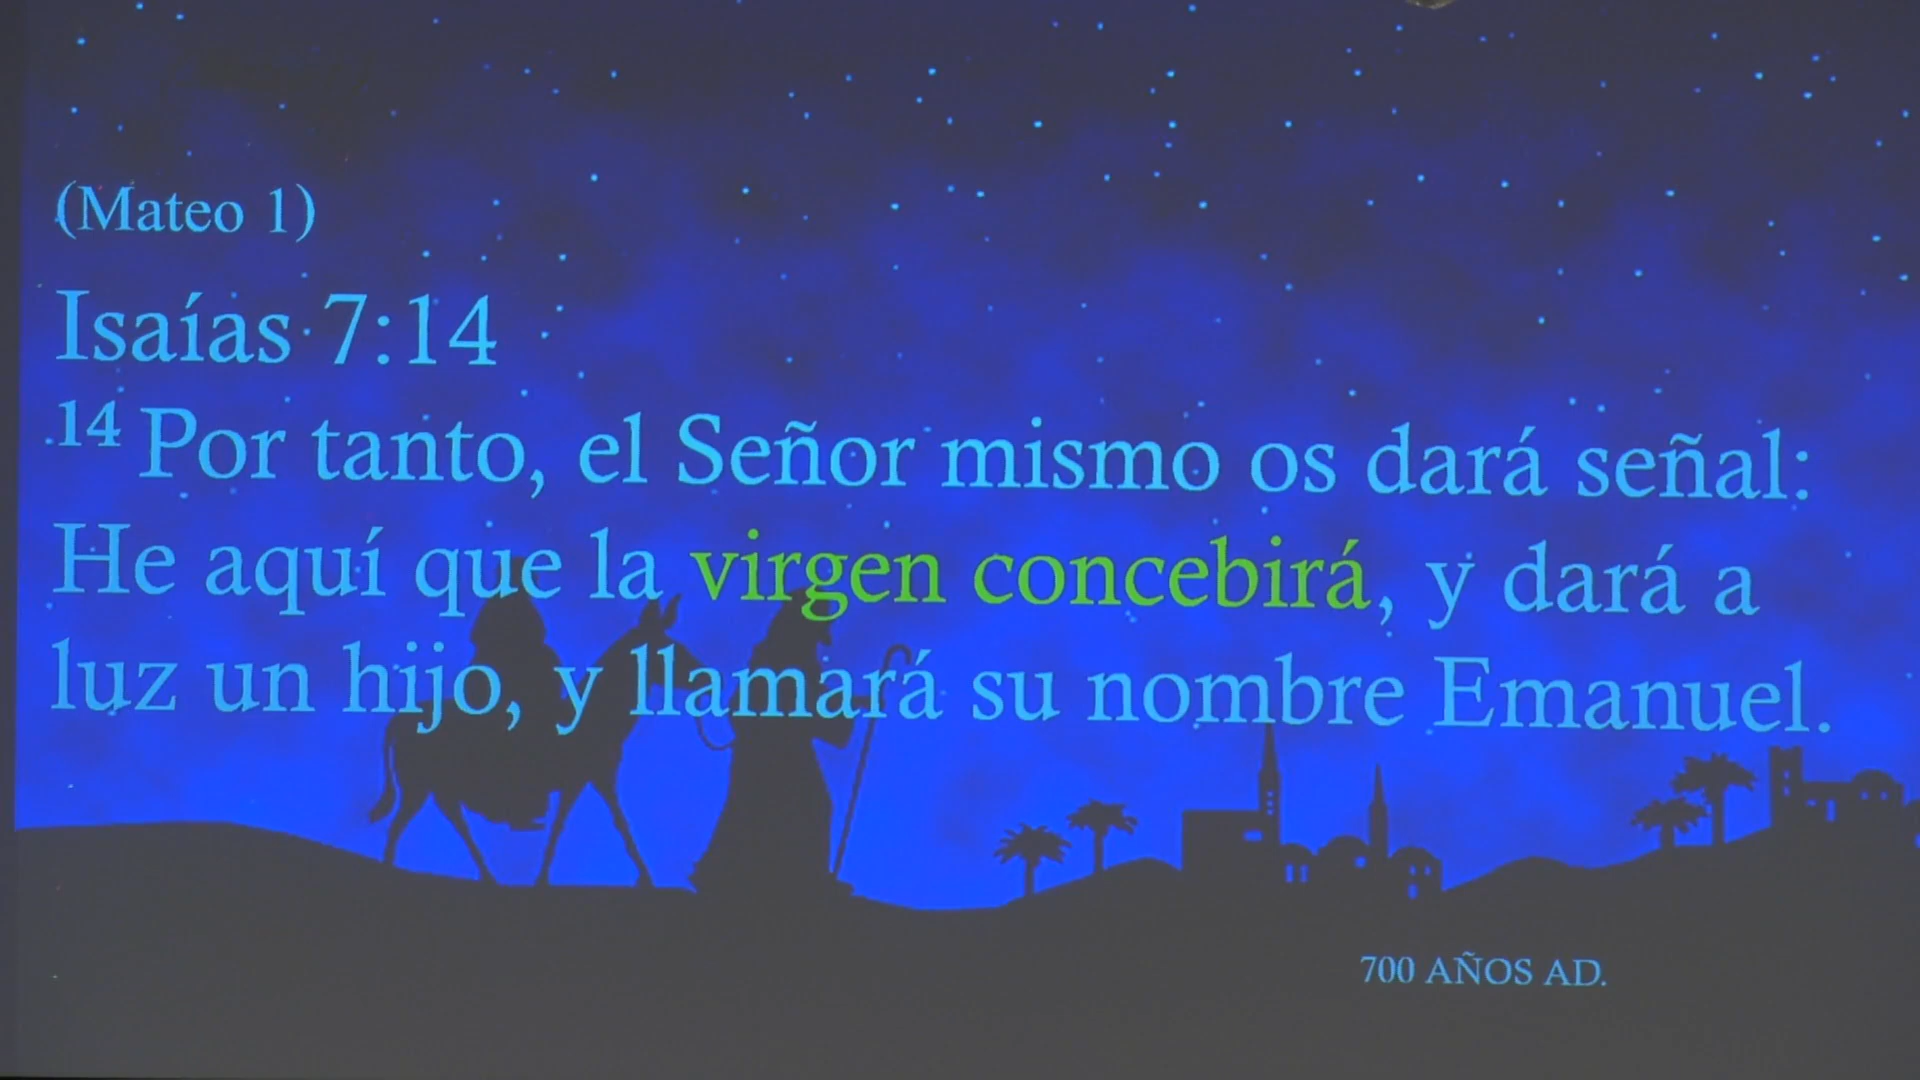 (Mateo 1)
Isaías 7:14
14 Por tanto, el Señor mismo os dará señal:
He aquí que la virgen concebirá, y dará a
luz un hijo, y llamará su nombre Emanuel.
700 AÑOS AD.